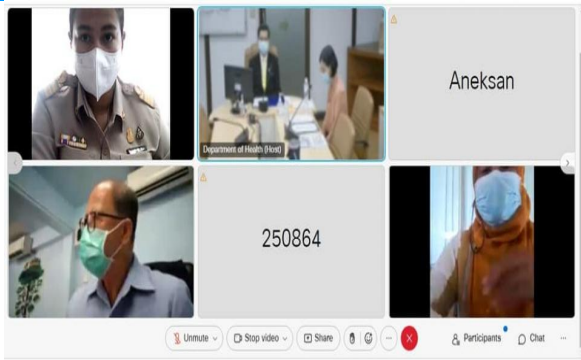 Aneksan
Department of Health (Host)
250864
Unmute
Stop video
Share
Participants
Chat